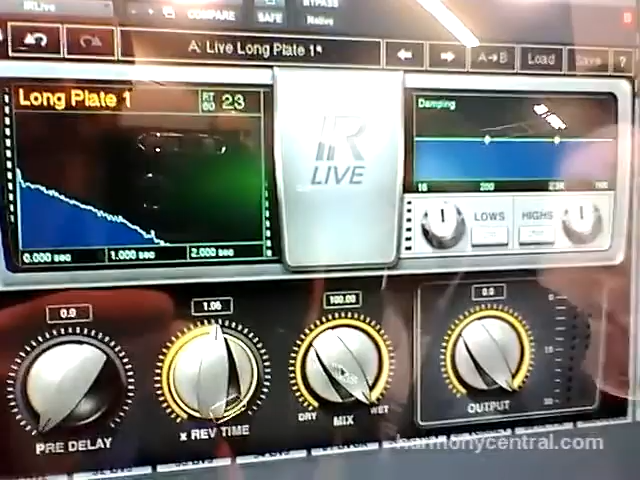 IRLive
COMPARE
SAFE
BYPASS
Native
A: Live Long Plate 1*
A→B
Load
Save
?
Long Plate 1
RT 60
2.3
0.000 sec
1.000 sec
2.000 sec
IR
LIVE
Damping
16
200
LOWS
HIGHS
0.0
1.06
100.00
0.0
PRE DELAY
x REV TIME
DRY
MIX
WET
OUTPUT
harmonycentral.com